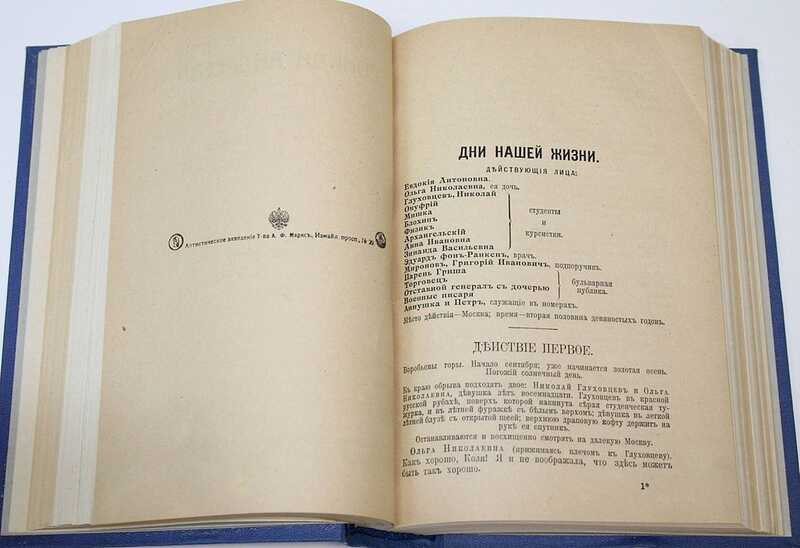 Артистическое заведеніе Т-ва А. Ф. Марксъ, Измайл. просп., № 29
ДНИ НАШЕЙ ЖИЗНИ.
ДѢЙСТВУЮЩІЯ ЛИЦА:
Евдокія Антоновна.
Ольга Николаевна, ея дочь.
Глуховцевъ, Николай
Онуфрій
Мишка
Блохинъ
Физикъ
Архангельскій
Анна Ивановна
Зинаида Васильевна
студенты
и
курсистки.
Эдуардъ фонъ-Ранкенъ, врачъ.
Мироновъ, Григорій Ивановичъ, подпоручикъ.
Парень Гриша
Торговецъ
Отставной генералъ съ дочерью
Военные писаря
бульварная
публика.
Аннушка и Петръ, служащіе въ номерахъ.
Мѣсто дѣйствія—Москва; время—вторая половина девяностыхъ годовъ.
ДѢЙСТВІЕ ПЕРВОЕ.
Воробьевы горы. Начало сентября; уже начинается золотая осень.
Погожій солнечный день.
Къ краю обрыва подходятъ двое: Николай Глуховцевъ и Ольга
Николаевна, дѣвушка лѣтъ восемнадцати. Глуховцевъ въ красной
русской рубахѣ, поверхъ которой накинута сѣрая студенческая ту-
журка, и въ лѣтней фуражкѣ съ бѣлымъ верхомъ; дѣвушка въ легкой
лѣтней блузѣ съ открытой шеей; верхнюю драповую кофту держитъ на
рукѣ ея спутникъ.
Останавливаются и восхищенно смотрятъ на далекую Москву.
Ольга Николаевна (прижимаясь плечомъ къ Глуховцеву).
Какъ хорошо, Коля! Я и не воображала, что здѣсь можетъ
быть такъ хорошо.
1*